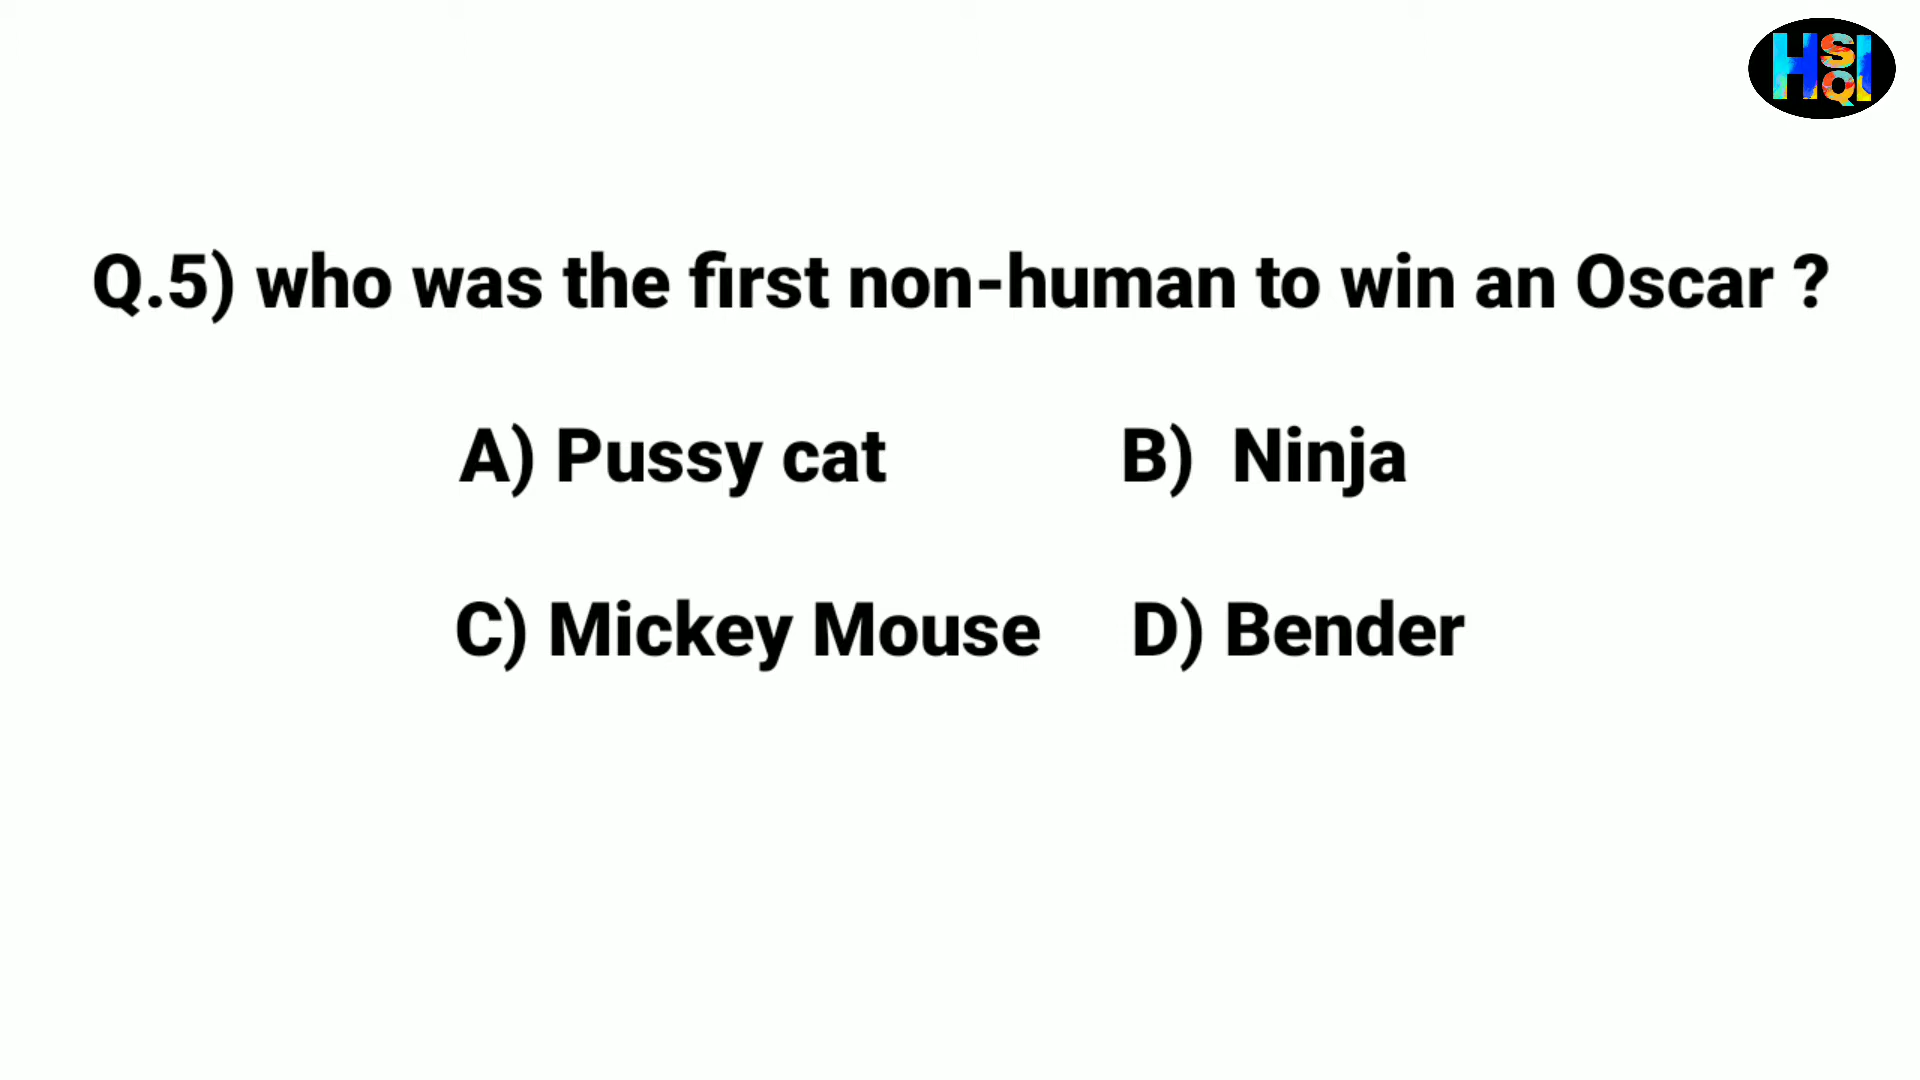 HSQI
Q.5) who was the first non-human to win an Oscar ?
A) Pussy cat B) Ninja
C) Mickey Mouse D) Bender